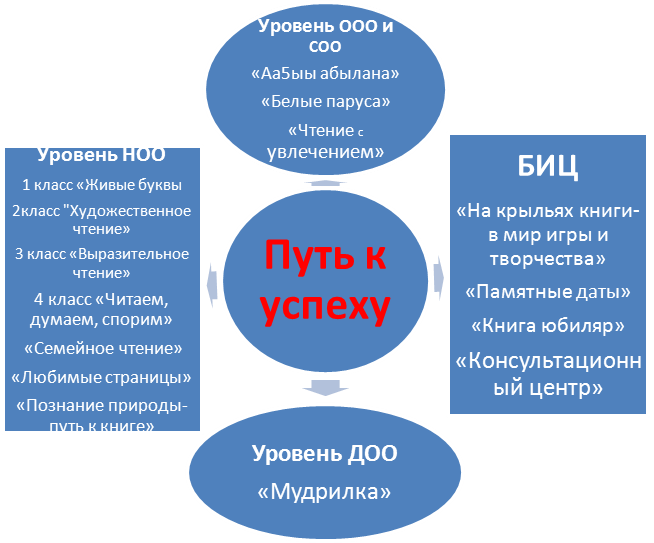 Уровень ООО и
СОО
«Аа5ыы абылана»
«Белые паруса»
«Чтение с
увлечением»
Уровень НОО
1 класс «Живые буквы
2класс "Художественное
чтение»
3 класс «Выразительное
чтение»
4 класс «Читаем,
думаем, спорим»
«Семейное чтение»
«Любимые страницы»
«Познание природы-
путь к книге»
Путь к
успеху
БИЦ
«На крыльях книги-
в мир игры и
творчества»
«Памятные даты»
«Книга юбиляр»
«Консультационн
ый центр»
Уровень ДОО
«Мудрилка»